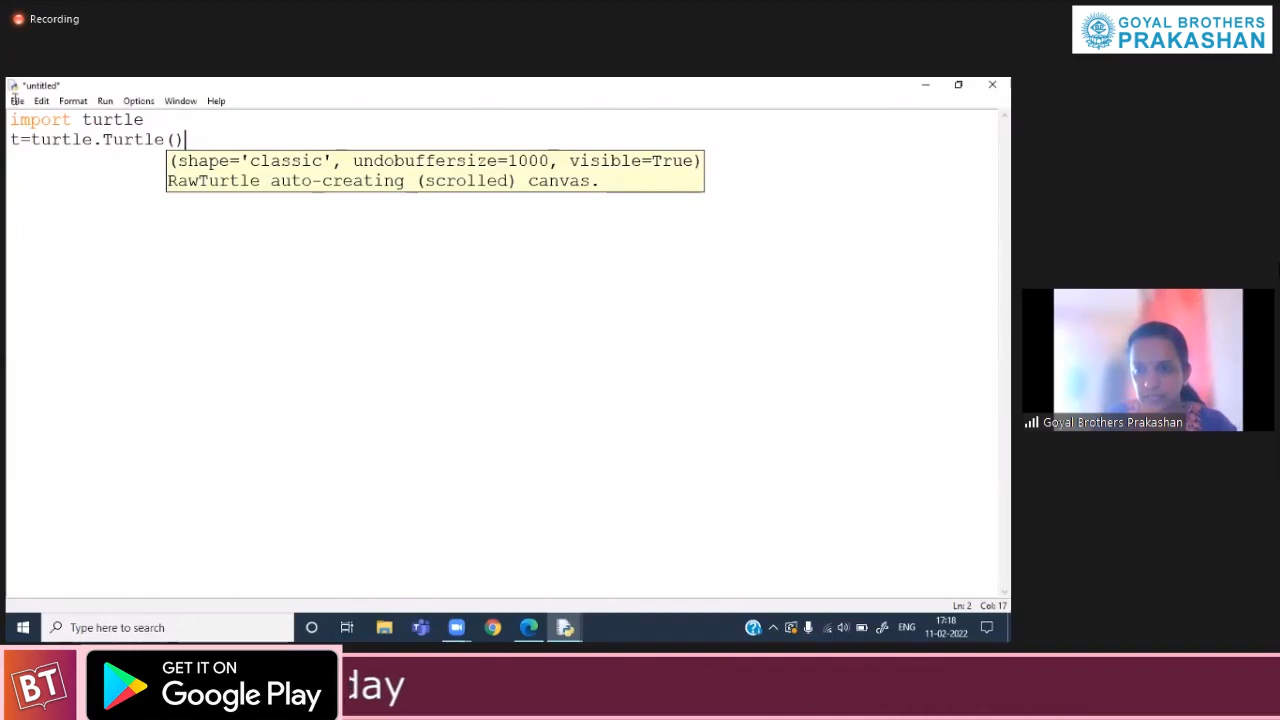 Recording
GOYAL BROTHERS
PRAKASHAN
*untitled*
File Edit Format Run Options Window Help
import turtle
t=turtle.Turtle()
(shape='classic', undobuffersize=1000, visible=True)
RawTurtle auto-creating (scrolled) canvas.
Goyal Brothers Prakashan
Ln: 2 Col: 17
Type here to search
ENG
17:18
11-02-2022
BT
GET IT ON
Google Play
day